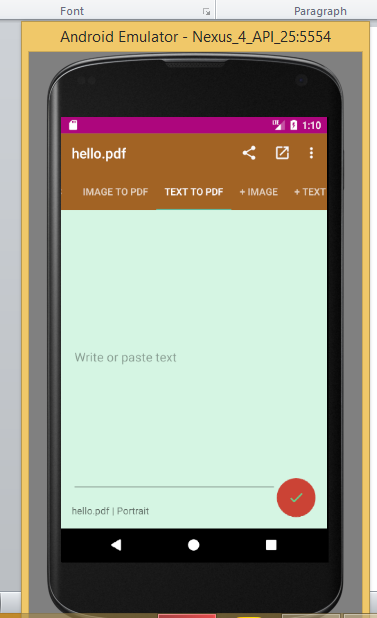 Font Paragraph
Android Emulator - Nexus_4_API_25:5554
LTE 1:10
hello.pdf
IMAGE TO PDF TEXT TO PDF + IMAGE + TEXT
Write or paste text
hello.pdf | Portrait